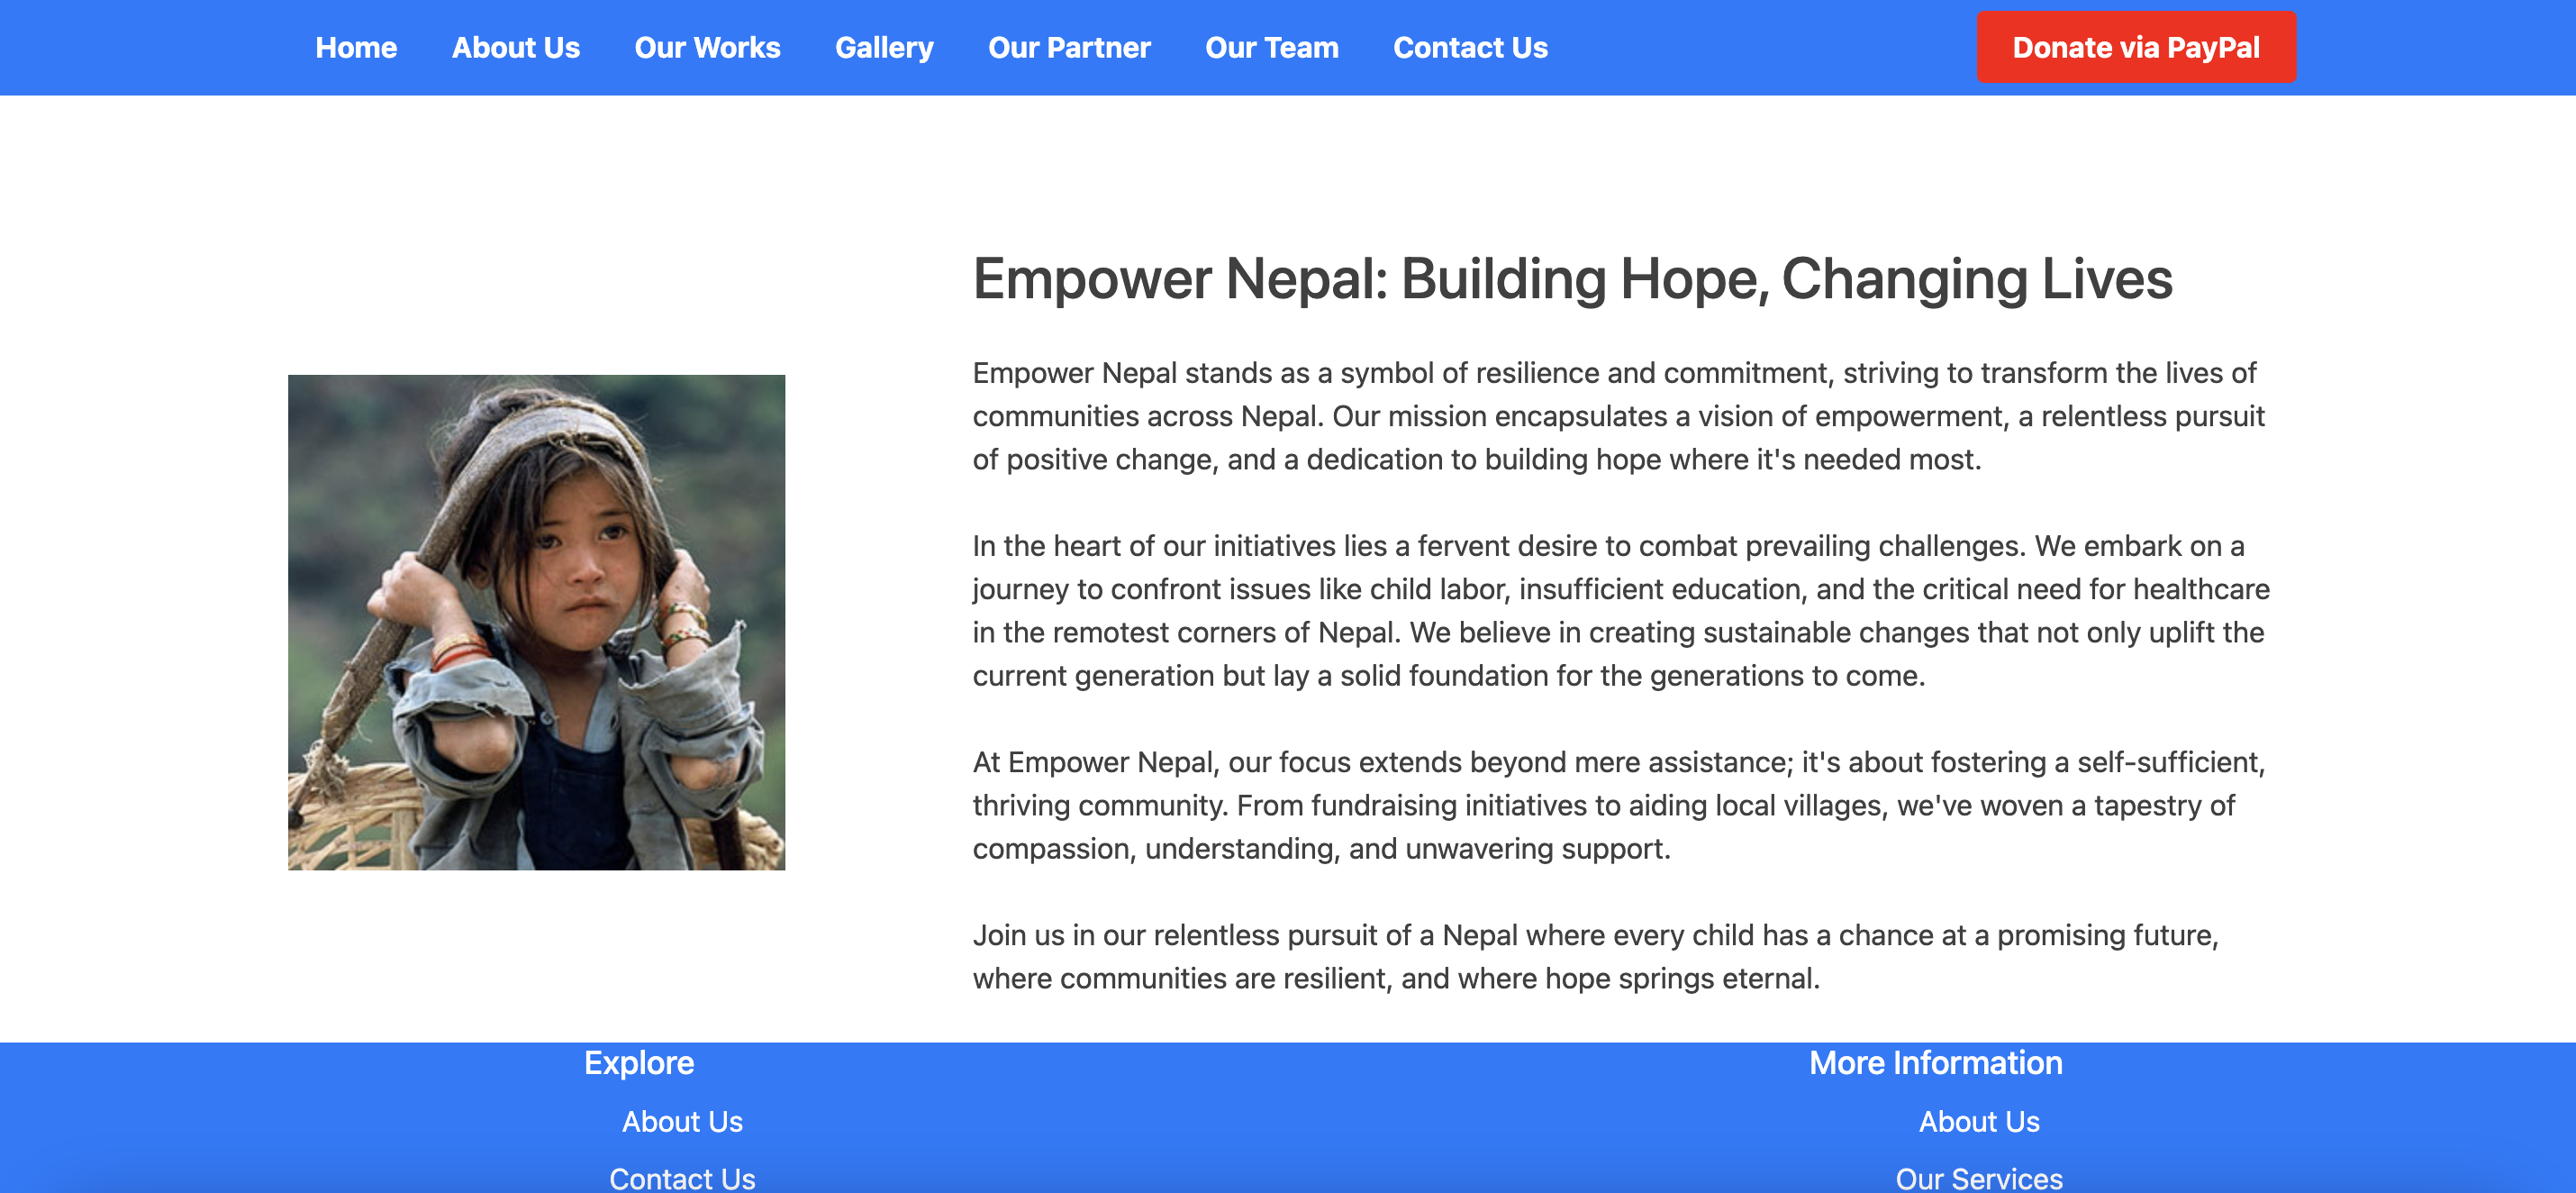 Home About Us Our Works Gallery Our Partner Our Team Contact Us Donate via PayPal
Empower Nepal: Building Hope, Changing Lives
Empower Nepal stands as a symbol of resilience and commitment, striving to transform the lives of
communities across Nepal. Our mission encapsulates a vision of empowerment, a relentless pursuit
of positive change, and a dedication to building hope where it's needed most.
In the heart of our initiatives lies a fervent desire to combat prevailing challenges. We embark on a
journey to confront issues like child labor, insufficient education, and the critical need for healthcare
in the remotest corners of Nepal. We believe in creating sustainable changes that not only uplift the
current generation but lay a solid foundation for the generations to come.
At Empower Nepal, our focus extends beyond mere assistance; it's about fostering a self-sufficient,
thriving community. From fundraising initiatives to aiding local villages, we've woven a tapestry of
compassion, understanding, and unwavering support.
Join us in our relentless pursuit of a Nepal where every child has a chance at a promising future,
where communities are resilient, and where hope springs eternal.
Explore
About Us
Contact Us
More Information
About Us
Our Services